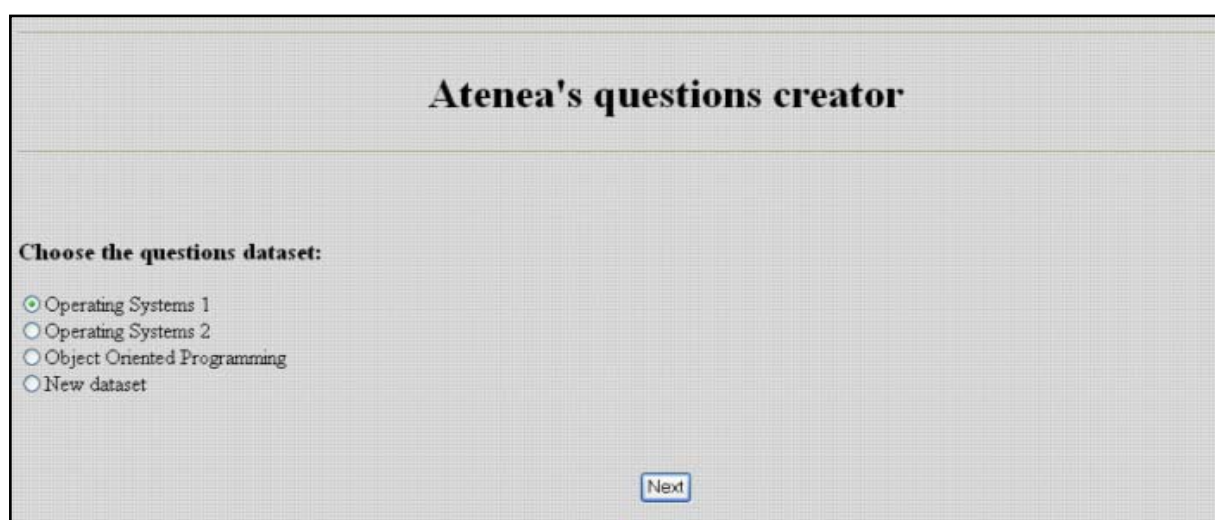 Atenea's questions creator
Choose the questions dataset:
Operating Systems 1
Operating Systems 2
Object Oriented Programming
New dataset
Next